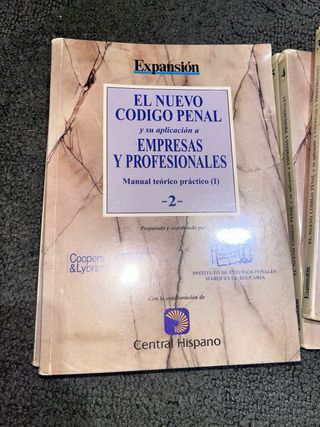 Expansión
EL NUEVO
CODIGO PENAL
y su aplicación a
EMPRESAS
Y PROFESIONALES
Manual teórico práctico (I)
-2-
Preparado y coordinado por
Coopers
&Lybrand
INSTITUTO DE ESTUDIOS PENALES
MARQUES DE BECCARIA
Con la colaboración de
Central Hispano